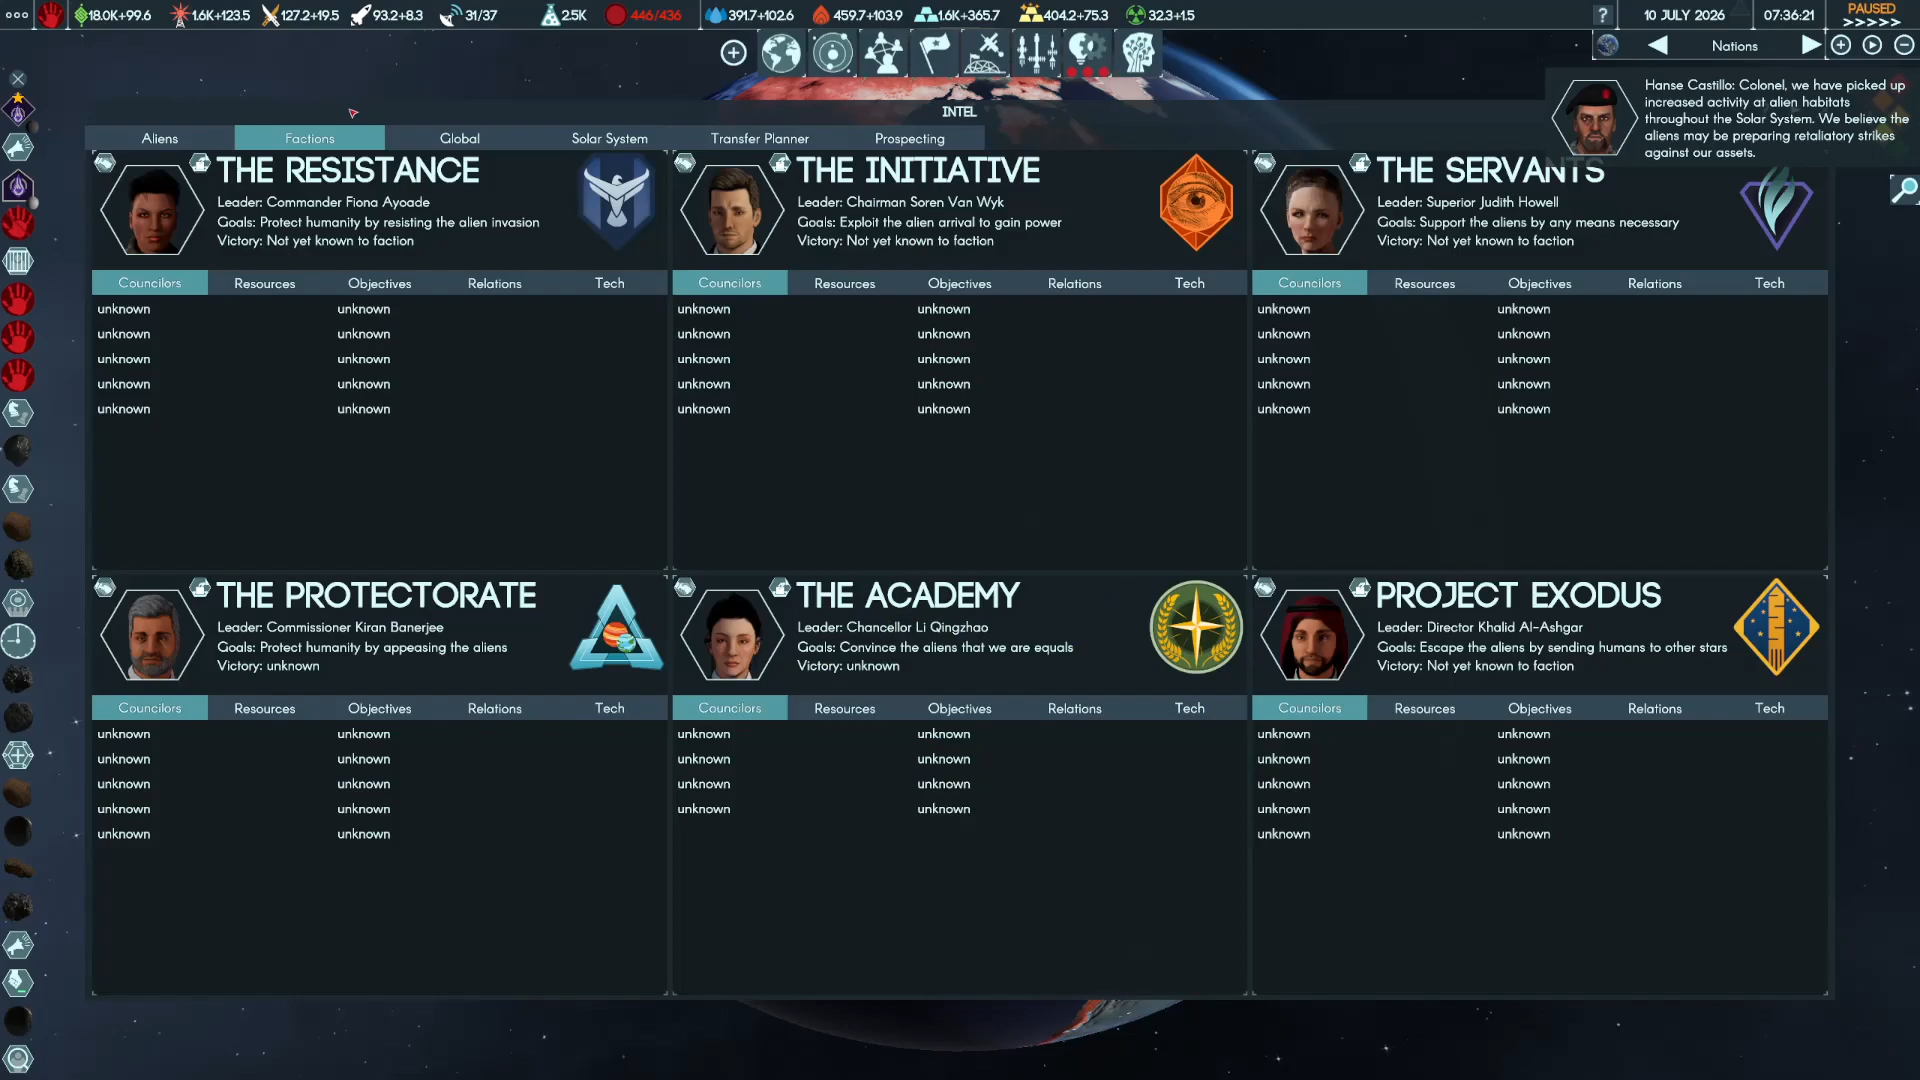 18.0K+99.6 1.6K+123.5 127.2+19.5 93.2+8.3 31/37 2.5K 446/436 391.7+102.6 459.7+103.9 1.6K+365.7 404.2+75.3 32.3+1.5 ? 10 JULY 2026 07:36:21 PAUSED
>>>>>
Nations
Hanse Castillo: Colonel, we have picked up
increased activity at alien habitats
throughout the Solar System. We believe the
aliens may be preparing retaliatory strikes
against our assets.
INTEL
Aliens Factions Global Solar System Transfer Planner Prospecting
THE RESISTANCE
Leader: Commander Fiona Ayoade
Goals: Protect humanity by resisting the alien invasion
Victory: Not yet known to faction
Councilors Resources Objectives Relations Tech
unknown unknown
unknown unknown
unknown unknown
unknown unknown
unknown unknown
THE INITIATIVE
Leader: Chairman Soren Van Wyk
Goals: Exploit the alien arrival to gain power
Victory: Not yet known to faction
Councilors Resources Objectives Relations Tech
unknown unknown
unknown unknown
unknown unknown
unknown unknown
unknown unknown
THE SERVANTS
Leader: Superior Judith Howell
Goals: Support the aliens by any means necessary
Victory: Not yet known to faction
Councilors Resources Objectives Relations Tech
unknown unknown
unknown unknown
unknown unknown
unknown unknown
unknown unknown
THE PROTECTORATE
Leader: Commissioner Kiran Banerjee
Goals: Protect humanity by appeasing the aliens
Victory: unknown
Councilors Resources Objectives Relations Tech
unknown unknown
unknown unknown
unknown unknown
unknown unknown
unknown unknown
THE ACADEMY
Leader: Chancellor Li Qingzhao
Goals: Convince the aliens that we are equals
Victory: unknown
Councilors Resources Objectives Relations Tech
unknown unknown
unknown unknown
unknown unknown
unknown unknown
PROJECT EXODUS
Leader: Director Khalid Al-Ashgar
Goals: Escape the aliens by sending humans to other stars
Victory: Not yet known to faction
Councilors Resources Objectives Relations Tech
unknown unknown
unknown unknown
unknown unknown
unknown unknown
unknown unknown